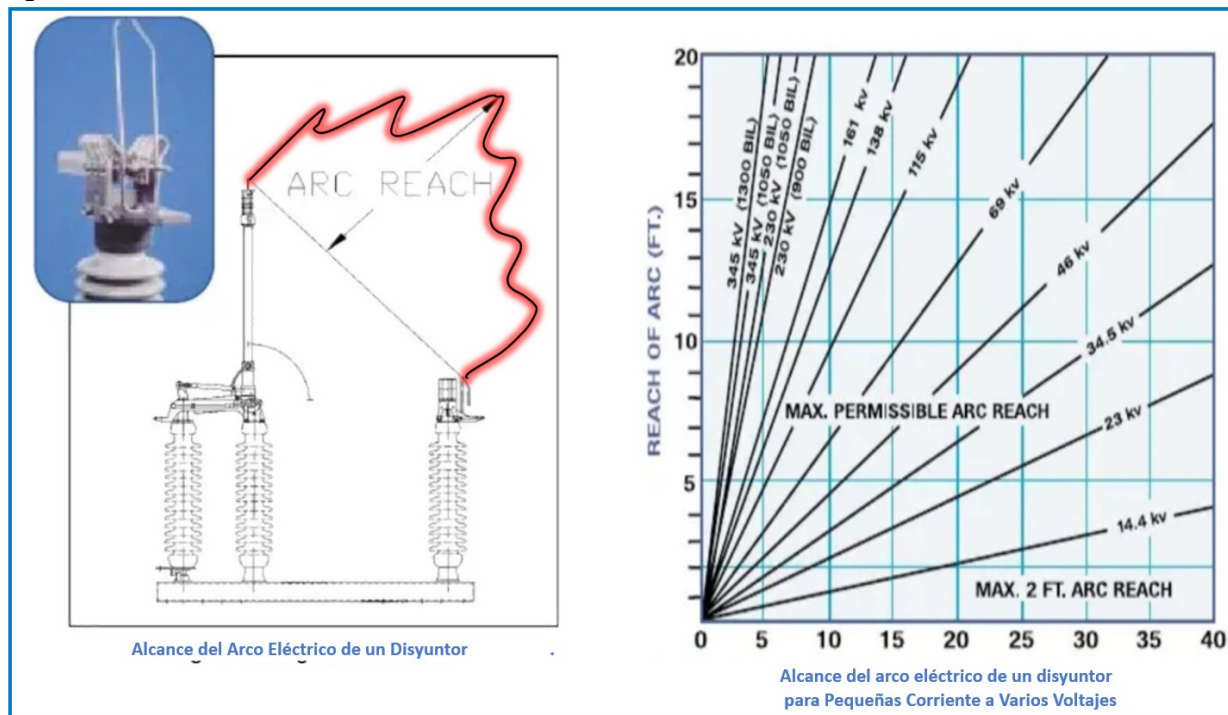 ARC REACH
Alcance del Arco Eléctrico de un Disyuntor .
REACH OF ARC (FT.)
20
15
10
5
345 kV (1300 BIL)
345 kV (1050 BIL)
230 kV (1050 BIL)
230 kV (900 BIL)
161 kv
138 kv
115 kv
69 kv
46 kv
34.5 kv
23 kv
14.4 kv
MAX. PERMISSIBLE ARC REACH
MAX. 2 FT. ARC REACH
0 5 10 15 20 25 30 35 40
Alcance del arco eléctrico de un disyuntor
para Pequeñas Corriente a Varios Voltajes